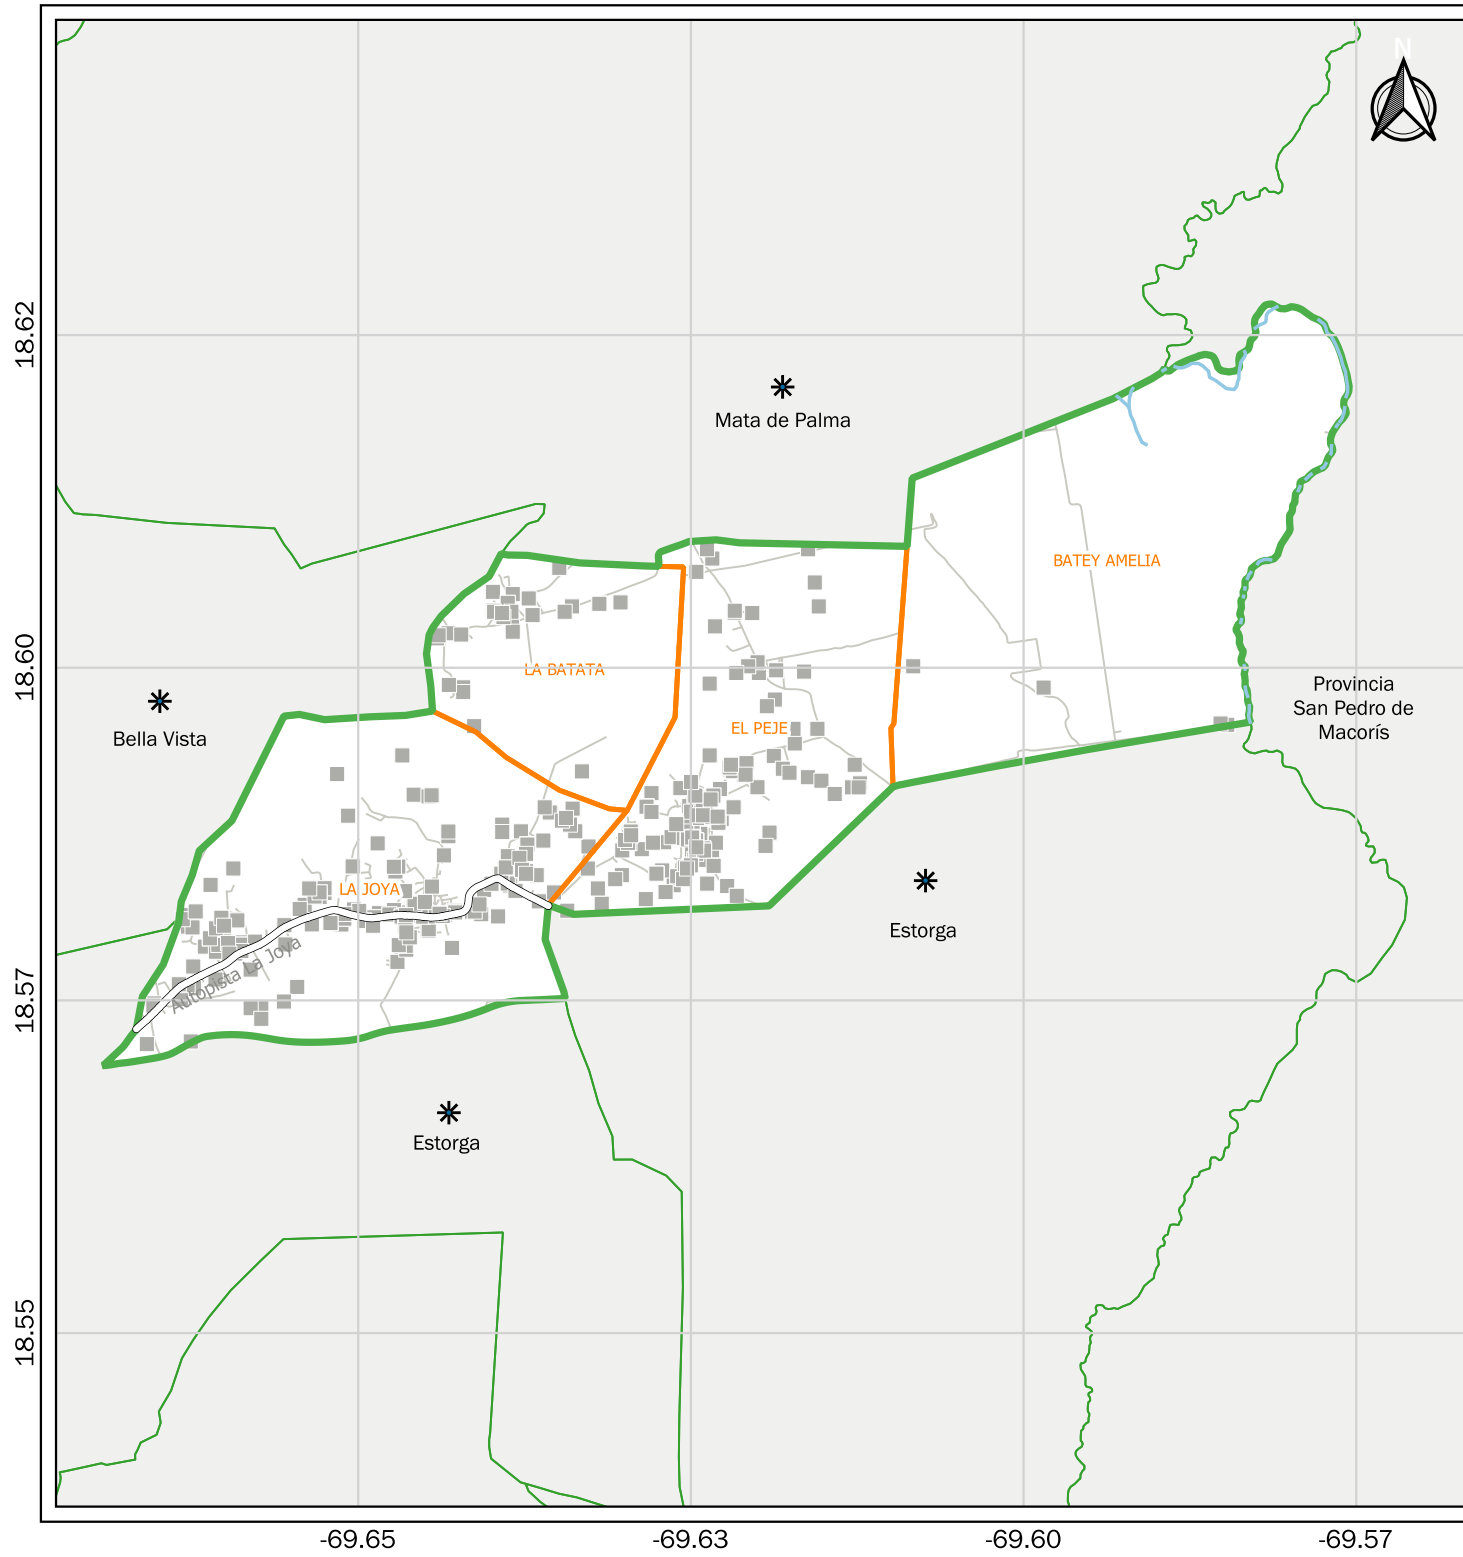 N
18.62
Mata de Palma
BATEY AMELIA
18.60
LA BATATA
Provincia
San Pedro de
Macorís
EL PEJE
Bella Vista
LA JOYA
Estorga
Autopista La Joya
18.57
Estorga
18.55
-69.65
-69.63
-69.60
-69.57